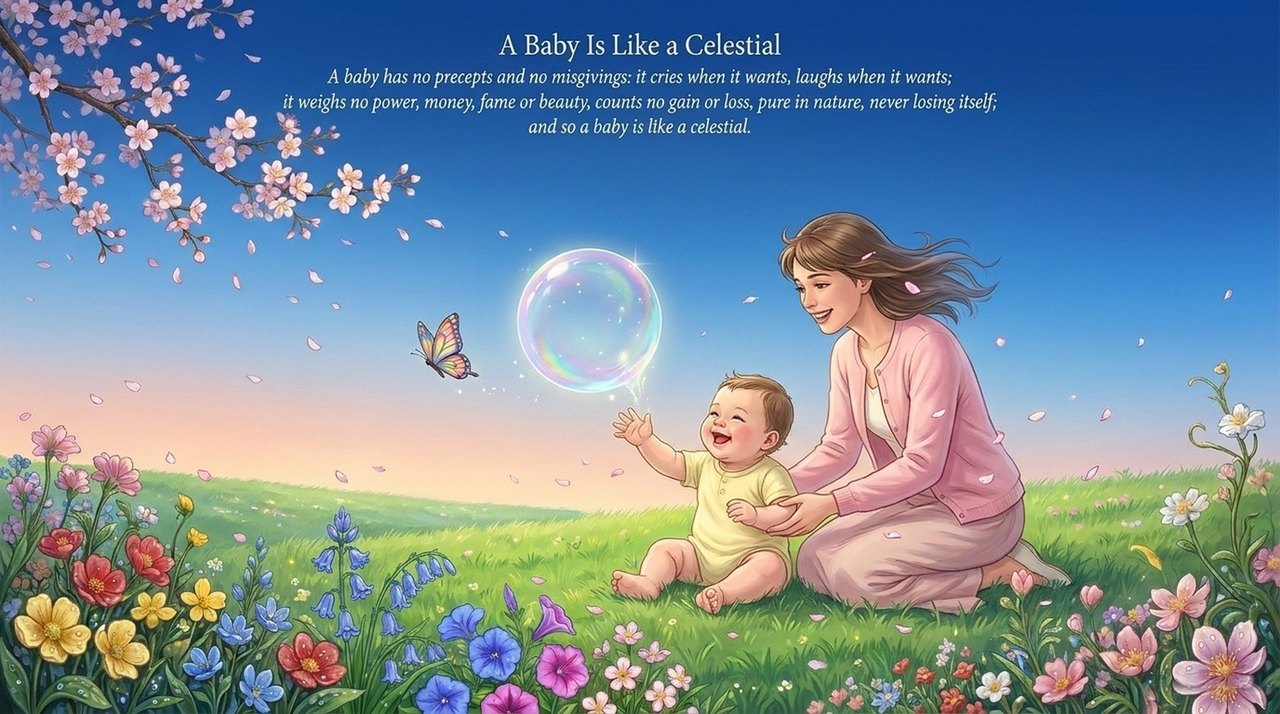 A Baby Is Like a Celestial
A baby has no precepts and no misgivings: it cries when it wants, laughs when it wants;
it weighs no power, money, fame or beauty, counts no gain or loss, pure in nature, never losing itself;
and so a baby is like a celestial.